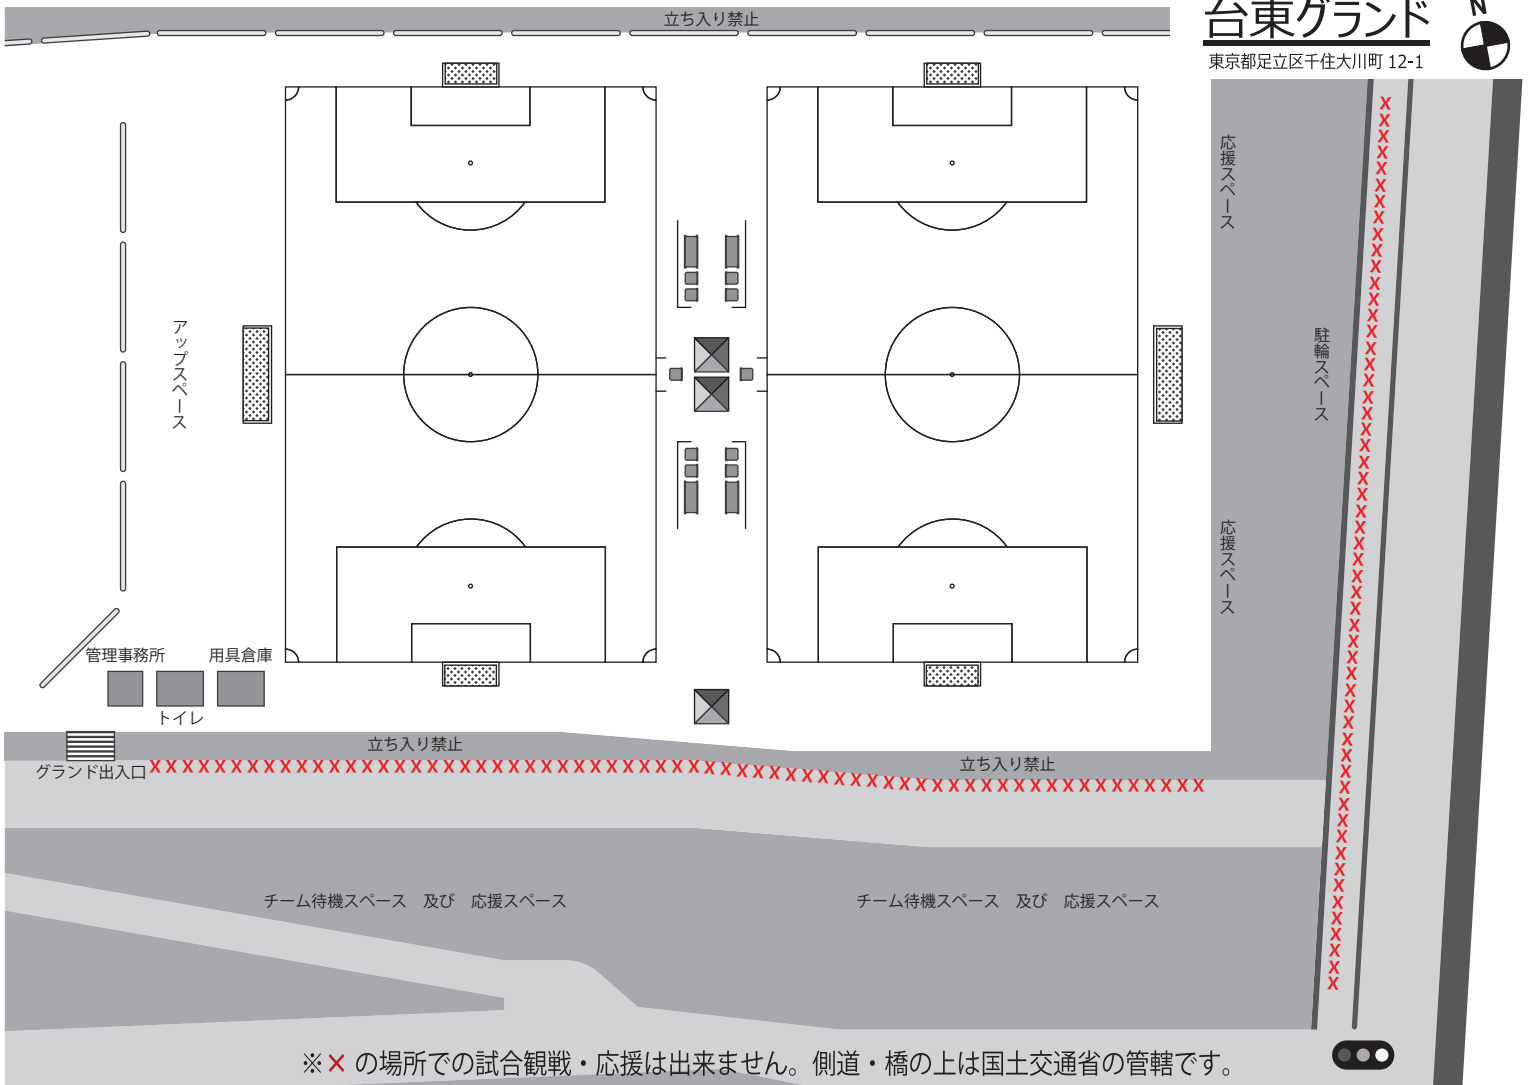 立ち入り禁止
台東グランド
東京都足立区千住大川町 12-1
N
応援スペース
駐輪スペース
アップスペース
応援スペース
管理事務所
用具倉庫
トイレ
立ち入り禁止
立ち入り禁止
グランド出入口
チーム待機スペース 及び 応援スペース
チーム待機スペース 及び 応援スペース
※× の場所での試合観戦・応援は出来ません。側道・橋の上は国土交通省の管轄です。